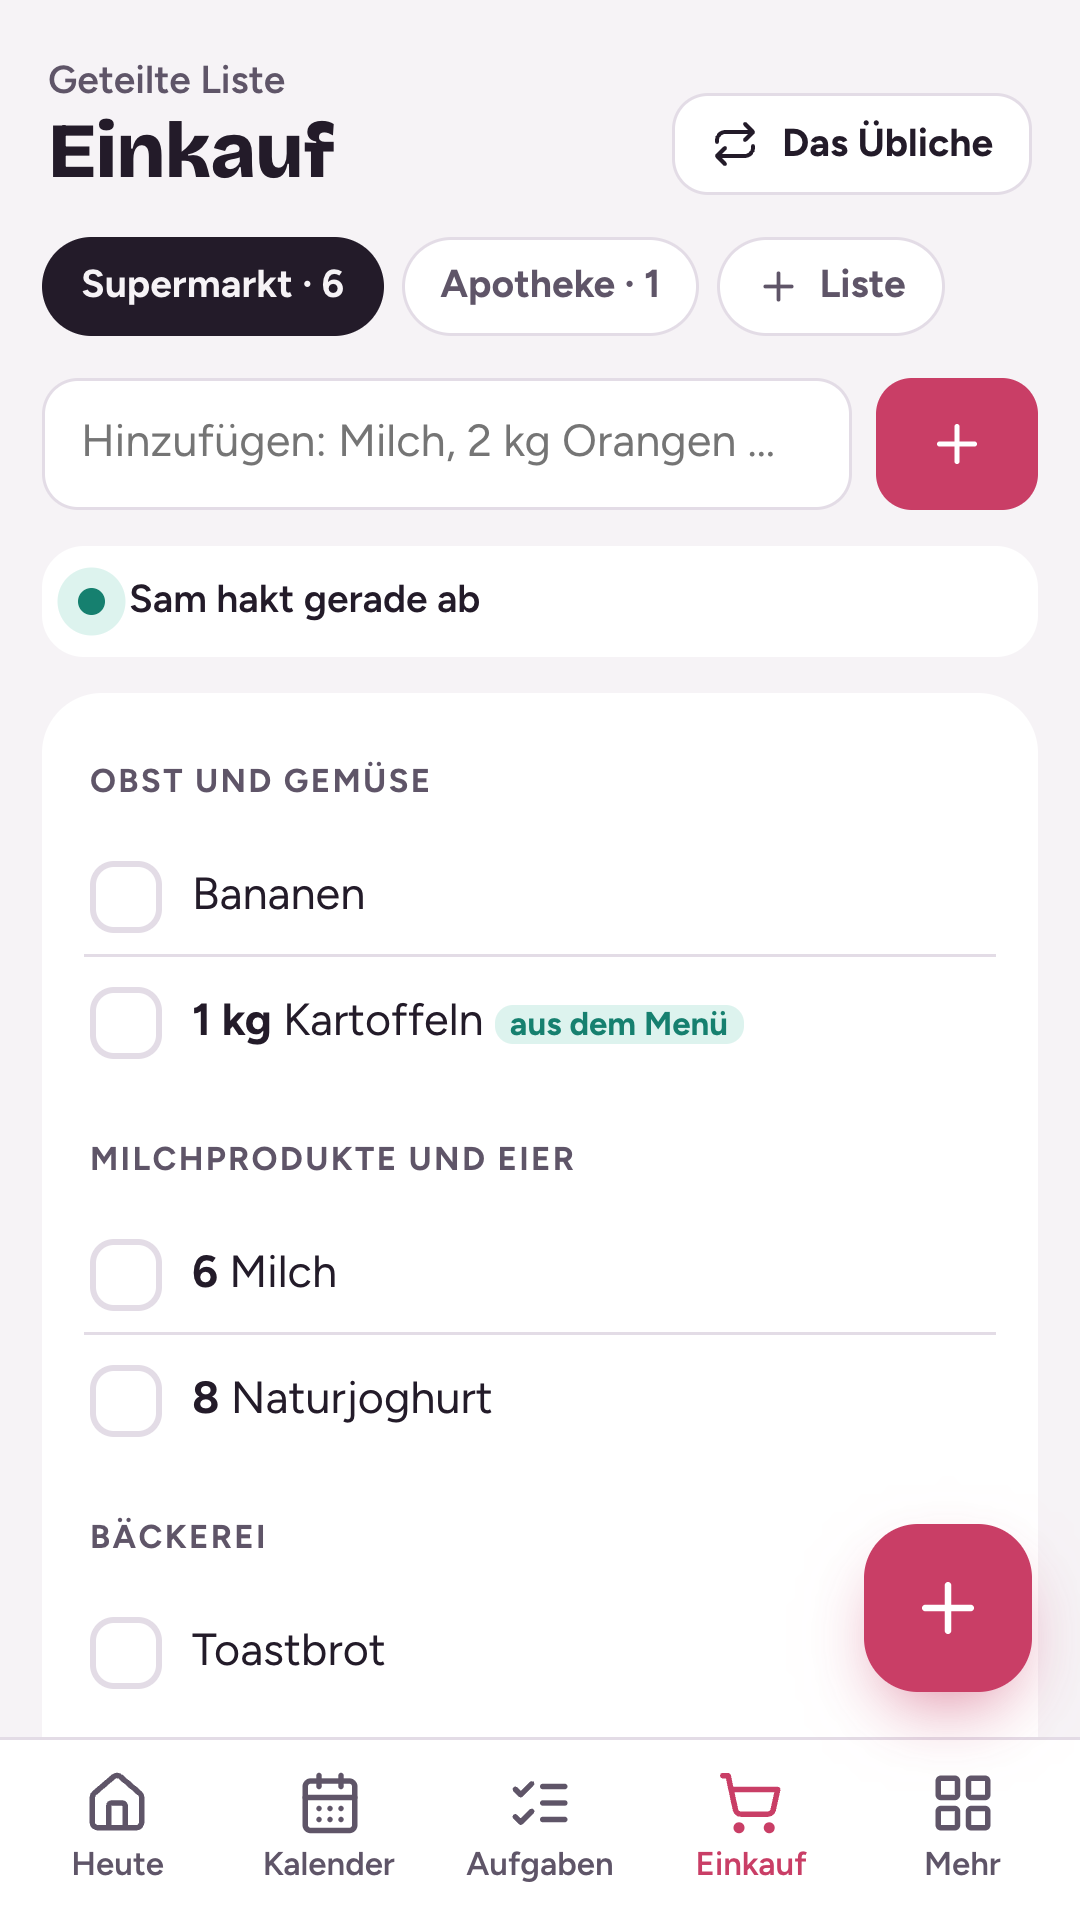 Geteilte Liste
Einkauf
Das Übliche
Supermarkt · 6
Apotheke · 1
Liste
Hinzufügen: Milch, 2 kg Orangen ...
Sam hakt gerade ab
OBST UND GEMÜSE
Bananen
1 kg Kartoffeln aus dem Menü
MILCHPRODUKTE UND EIER
6 Milch
8 Naturjoghurt
BÄCKEREI
Toastbrot
Heute
Kalender
Aufgaben
Einkauf
Mehr